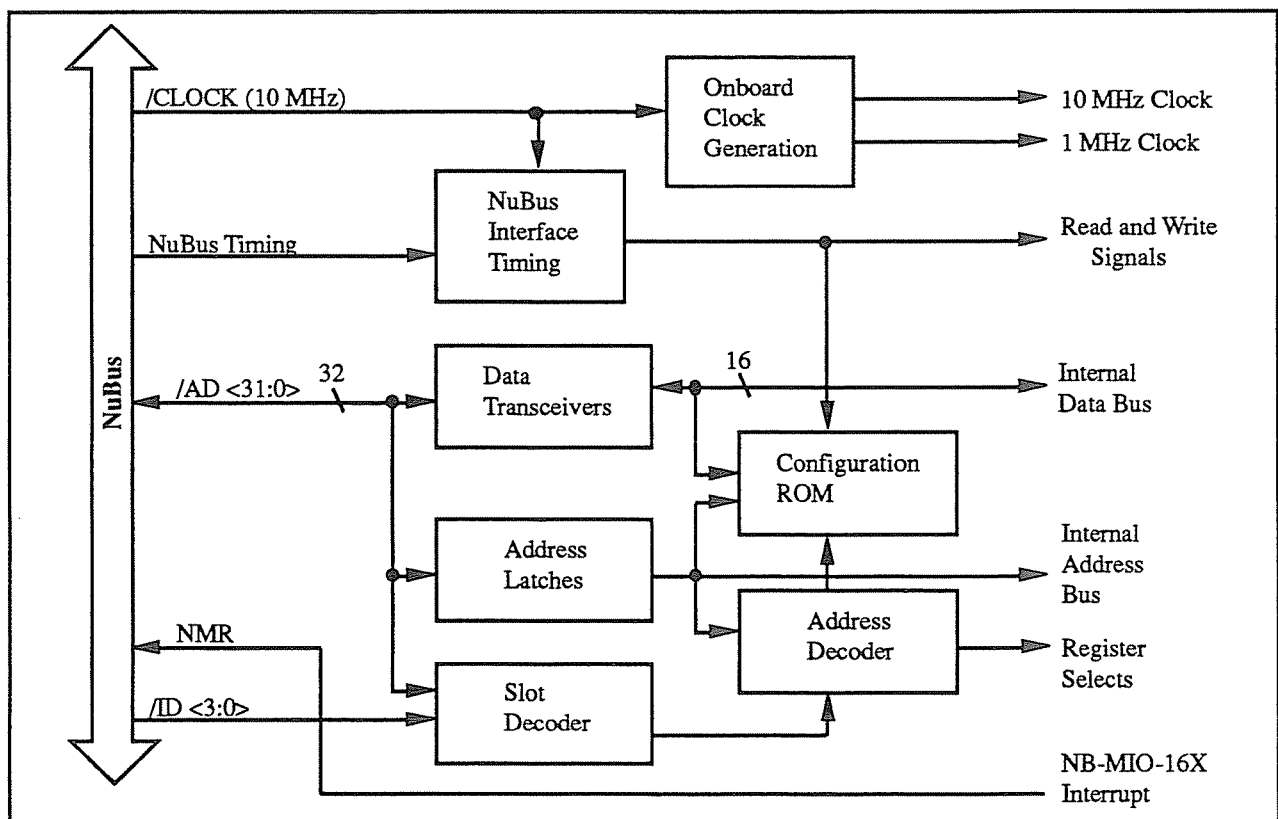 /CLOCK (10 MHz)
Onboard
Clock
Generation
10 MHz Clock
1 MHz Clock
NuBus
Interface
Timing
NuBus Timing
Read and Write
Signals
NuBus
/AD <31:0>
32
Data
Transceivers
16
Internal
Data Bus
Configuration
ROM
Address
Latches
Internal
Address
Bus
NMR
Address
Decoder
Register
Selects
/ID <3:0>
Slot
Decoder
NB-MIO-16X
Interrupt